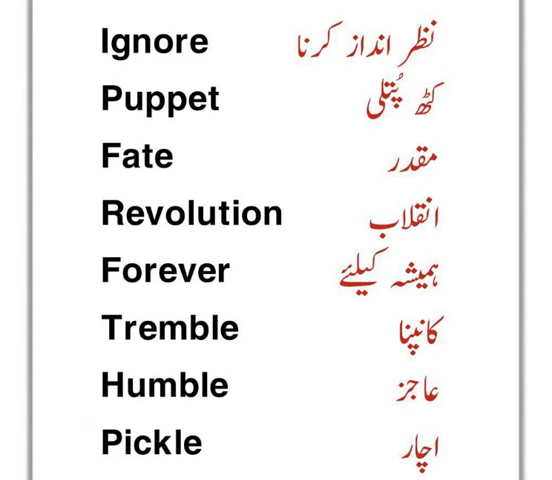 Ignore نظر انداز کرنا
Puppet کٹھ پُتلی
Fate مقدر
Revolution انقلاب
Forever ہمیشہ کیلئے
Tremble کانپنا
Humble عاجز
Pickle اچار